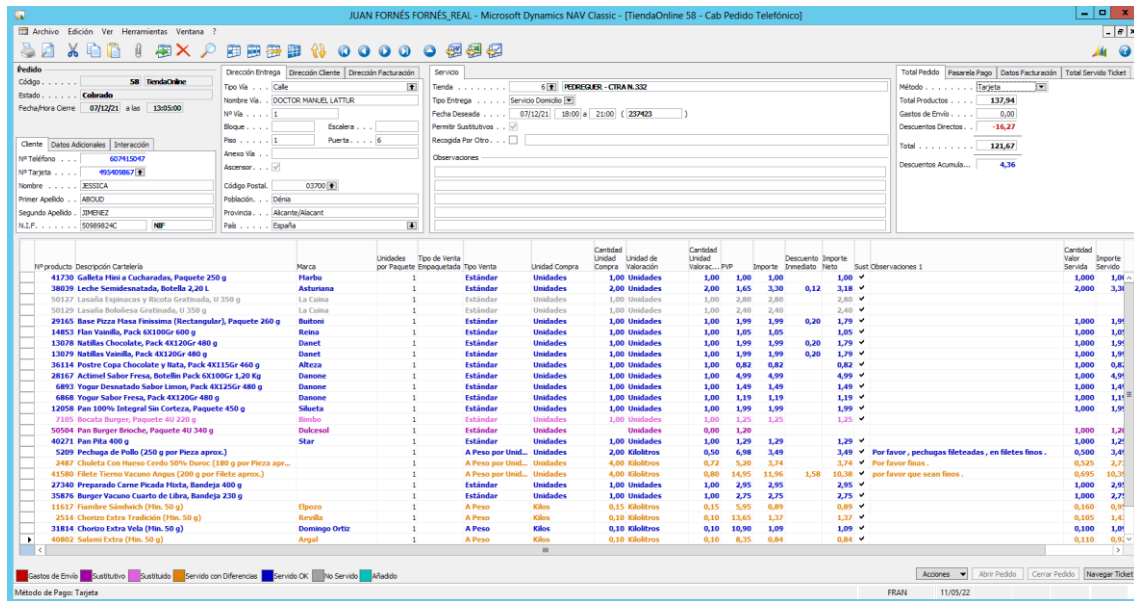 JUAN FORNÉS FORNÉS_REAL - Microsoft Dynamics NAV Classic - [TiendaOnline 58 - Cab Pedido Telefónico]
Archivo Edición Ver Herramientas Ventana ?
Pedido
Código 58 TiendaOnline
Estado Cobrado
Fecha/Hora Cierre 07/12/21 a las 13:05:00
Cliente Datos Adicionales Interacción
Nº Teléfono 607415047
Nº Tarjeta 495409867
Nombre JESSICA
Primer Apellido ABOUD
Segundo Apellido JIMENEZ
N.I.F. 50989824C NIF
Dirección Entrega Dirección Cliente Dirección Facturación
Tipo Vía Calle
Nombre Vía DOCTOR MANUEL LATTUR
Nº Vía 1
Bloque Escalera
Piso 1 Puerta 6
Anexo Vía
Ascensor
Código Postal 03700
Población Dénia
Provincia Alicante/Alacant
País España
Servicio
Tienda 6 PEDREGUER - CTRA N.332
Tipo Entrega Servicio Domicilio
Fecha Deseada 07/12/21 18:00 a 21:00 ( 237423 )
Permitir Sustitutivos
Recogida Por Otro
Observaciones
Total Pedido Pasarela Pago Datos Facturación Total Servido Ticket
Método Tarjeta
Total Productos 137,94
Gastos de Envío 0,00
Descuentos Directos -16,27
Total 121,67
Descuentos Acumula... 4,36
Nº producto Descripción Cartelería Marca Unidades por Paquete Tipo de Venta Empaquetada Tipo Venta Unidad Compra Cantidad Unidad Compra Unidad de Valoración Cantidad Unidad Valorac... PVP Importe Descuento Inmediato Importe Neto Sust Observaciones 1 Cantidad Valor Servida Importe Servido
41730 Galleta Mini a Cucharadas, Paquete 250 g Marbu 1 Estándar Unidades 1,00 Unidades 1,00 1,00 1,00 1,00 1,000
38039 Leche Semidesnatada, Botella 2,20 L Asturiana 1 Estándar Unidades 2,00 Unidades 2,00 1,65 3,30 0,12 3,18 2,000
50127 Lasaña Espinacas y Ricota Gratinada, U 350 g La Cuina 1 Estándar Unidades 1,00 Unidades 1,00 2,80 2,80 2,80
50129 Lasaña Boloñesa Gratinada, U 350 g La Cuina 1 Estándar Unidades 1,00 Unidades 1,00 2,40 2,40 2,40
29165 Base Pizza Masa Finissima (Rectangular), Paquete 260 g Buitoni 1 Estándar Unidades 1,00 Unidades 1,00 1,99 1,99 0,20 1,79 1,000
14853 Flan Vainilla, Pack 6X100Gr 600 g Reina 1 Estándar Unidades 1,00 Unidades 1,00 1,05 1,05 1,05 1,000
13078 Natillas Chocolate, Pack 4X120Gr 480 g Danet 1 Estándar Unidades 1,00 Unidades 1,00 1,99 1,99 0,20 1,79 1,000
13079 Natillas Vainilla, Pack 4X120Gr 480 g Danet 1 Estándar Unidades 1,00 Unidades 1,00 1,99 1,99 0,20 1,79 1,000
36114 Postre Copa Chocolate y Nata, Pack 4X115Gr 460 g Alteza 1 Estándar Unidades 1,00 Unidades 1,00 0,82 0,82 0,82 1,000
28167 Actimel Sabor Fresa, Botellin Pack 6X100Gr 1,20 Kg Danone 1 Estándar Unidades 1,00 Unidades 1,00 4,99 4,99 4,99 1,000
6893 Yogur Desnatado Sabor Limon, Pack 4X125Gr 480 g Danone 1 Estándar Unidades 1,00 Unidades 1,00 1,49 1,49 1,49 1,000
6868 Yogur Sabor Fresa, Pack 4X120Gr 480 g Danone 1 Estándar Unidades 1,00 Unidades 1,00 1,19 1,19 1,19 1,000
12058 Pan 100% Integral Sin Corteza, Paquete 450 g Silueta 1 Estándar Unidades 1,00 Unidades 1,00 1,99 1,99 1,99 1,000
7105 Bocata Burger, Paquete 4U 220 g Bimbo 1 Estándar Unidades 1,00 Unidades 1,00 1,25 1,25 1,25
50504 Pan Burger Brioche, Paquete 4U 340 g Dulcesol 1 Estándar Unidades 0,00 1,20 1,000
40271 Pan Pita 400 g Star 1 Estándar Unidades 1,00 Unidades 1,00 1,29 1,29 1,29 1,000
5209 Pechuga de Pollo (250 g por Pieza aprox.) 1 A Peso por Unid... Unidades 2,00 Kilolitros 0,50 6,98 3,49 3,49 Por favor , pechugas fileteadas , en filetes finos . 0,500
2487 Chuleta Con Hueso Cerdo 50% Duroc (180 g por Pieza apr... 1 A Peso por Unid... Unidades 4,00 Kilolitros 0,72 5,20 3,74 3,74 Por favor finas . 0,525
41580 Filete Tierno Vacuno Angus (200 g por Filete aprox.) 1 A Peso por Unid... Unidades 4,00 Kilolitros 0,80 14,95 11,96 1,58 10,38 por favor que sean finos . 0,695
27340 Preparado Carne Picada Mixta, Bandeja 400 g 1 Estándar Unidades 1,00 Unidades 1,00 2,95 2,95 2,95 1,000
35876 Burger Vacuno Cuarto de Libra, Bandeja 230 g 1 Estándar Unidades 1,00 Unidades 1,00 2,75 2,75 2,75 1,000
11617 Fiambre Sándwich (Min. 50 g) Elpozo 1 A Peso Kilos 0,15 Kilolitros 0,15 5,95 0,89 0,89 0,160
2514 Chorizo Extra Tradición (Min. 50 g) Revilla 1 A Peso Kilos 0,10 Kilolitros 0,10 13,65 1,37 1,37 0,105
31814 Chorizo Extra Vela (Min. 50 g) Domingo Ortiz 1 A Peso Kilos 0,10 Kilolitros 0,10 10,90 1,09 1,09 0,100
40802 Salami Extra (Min. 50 g) Argal 1 A Peso Kilos 0,10 Kilolitros 0,10 8,35 0,84 0,84 0,110
Gastos de Envío Sustitutivo Sustituido Servido con Diferencias Servido OK No Servido Añadido
Acciones Abrir Pedido Cerrar Pedido Navegar Ticket
Método de Pago: Tarjeta FRAN 11/05/22